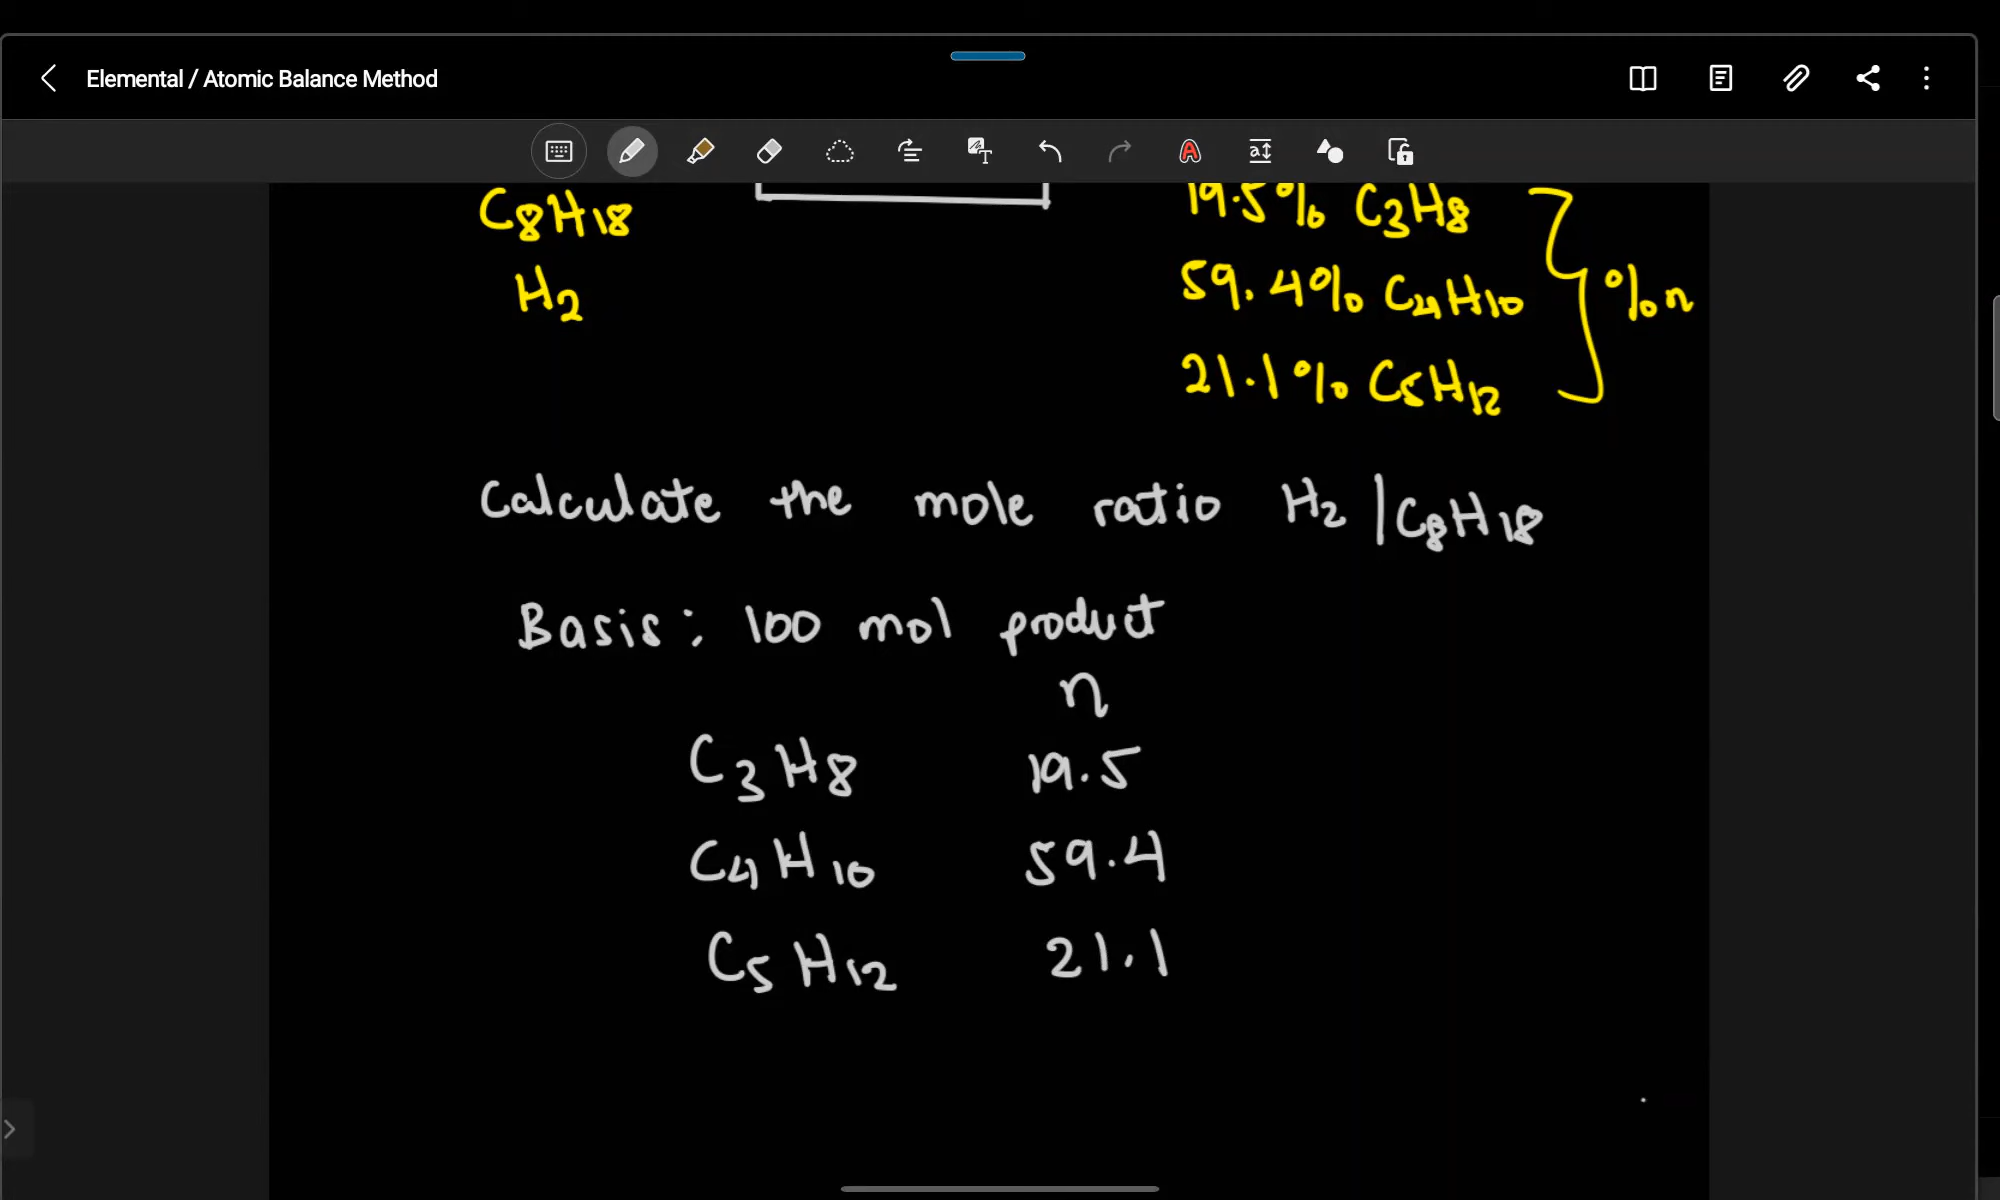 Elemental / Atomic Balance Method
C8H18
H2
19.5% C3H8
59.4% C4H10
21.1% C5H12
%n
Calculate the mole ratio H2 | C8H18
Basis: 100 mol product
n
C3H8 19.5
C4H10 59.4
C5H12 21.1